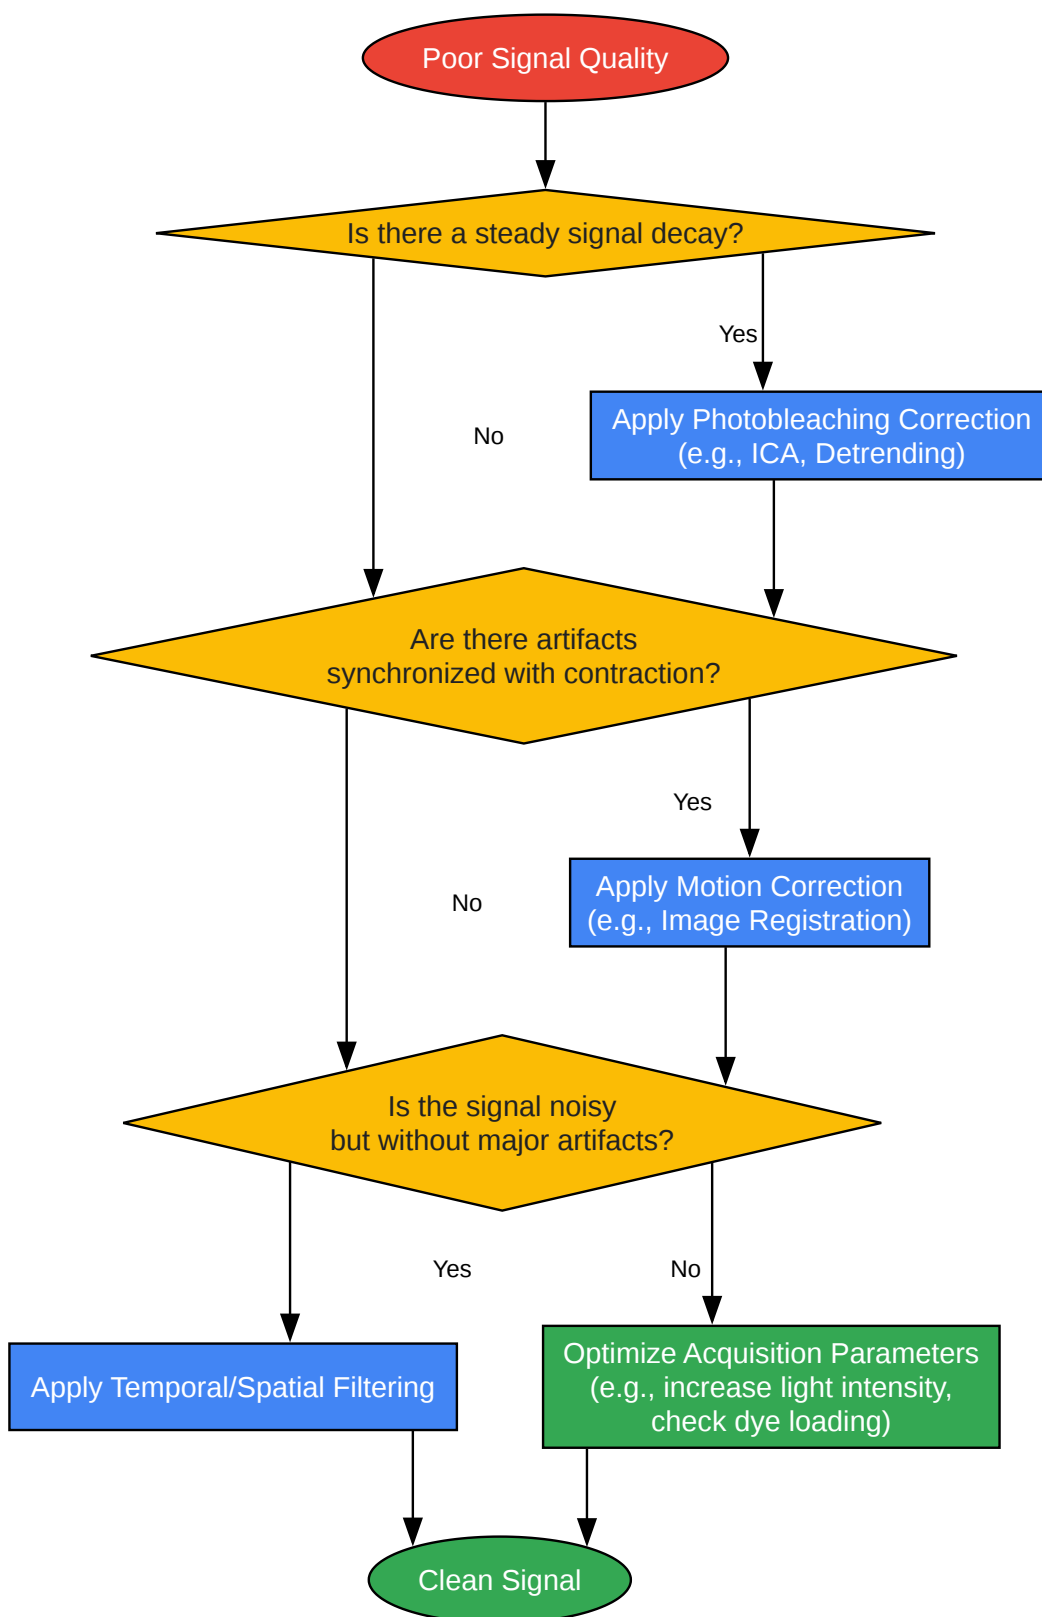 Poor Signal Quality
Is there a steady signal decay?
Yes
Apply Photobleaching Correction
(e.g., ICA, Detrending)
No
Are there artifacts
synchronized with contraction?
Yes
Apply Motion Correction
(e.g., Image Registration)
No
Is the signal noisy
but without major artifacts?
Yes
No
Apply Temporal/Spatial Filtering
Optimize Acquisition Parameters
(e.g., increase light intensity,
check dye loading)
Clean Signal